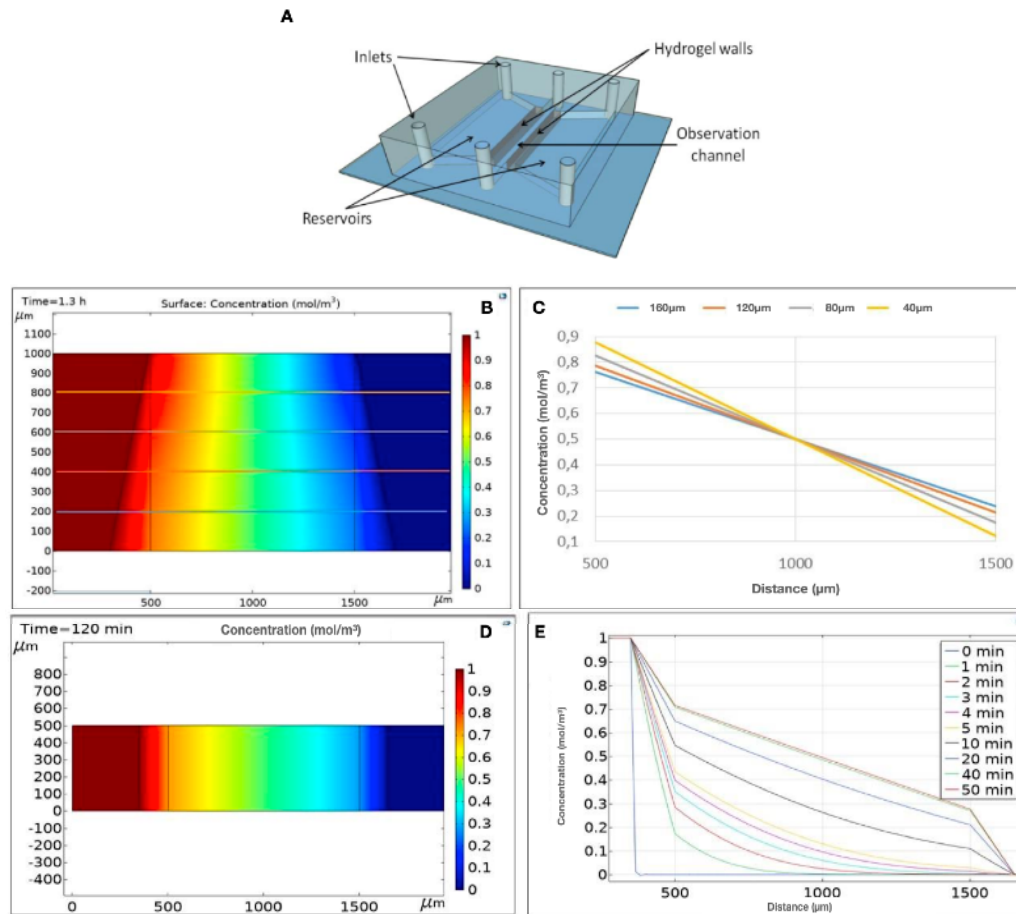 A
Inlets
Hydrogel walls
Observation
channel
Reservoirs
Time=1.3 h
Surface: Concentration (mol/m³)
B
µm
1100
1000
900
800
700
600
500
400
300
200
100
0
-100
-200
500
1000
1500
µm
1
0.9
0.8
0.7
0.6
0.5
0.4
0.3
0.2
0.1
0
C
160µm
120µm
80µm
40µm
Concentration (mol/m³)
0,9
0,8
0,7
0,6
0,5
0,4
0,3
0,2
0,1
500
1000
1500
Distance (µm)
Time=120 min
Concentration (mol/m³)
D
µm
800
700
600
500
400
300
200
100
0
-100
-200
-300
-400
0
500
1000
1500
µm
1
0.9
0.8
0.7
0.6
0.5
0.4
0.3
0.2
0.1
0
E
Concentration (mol/m³)
1
0.9
0.8
0.7
0.6
0.5
0.4
0.3
0.2
0.1
0
500
1000
1500
Distance (µm)
0 min
1 min
2 min
3 min
4 min
5 min
10 min
20 min
40 min
50 min